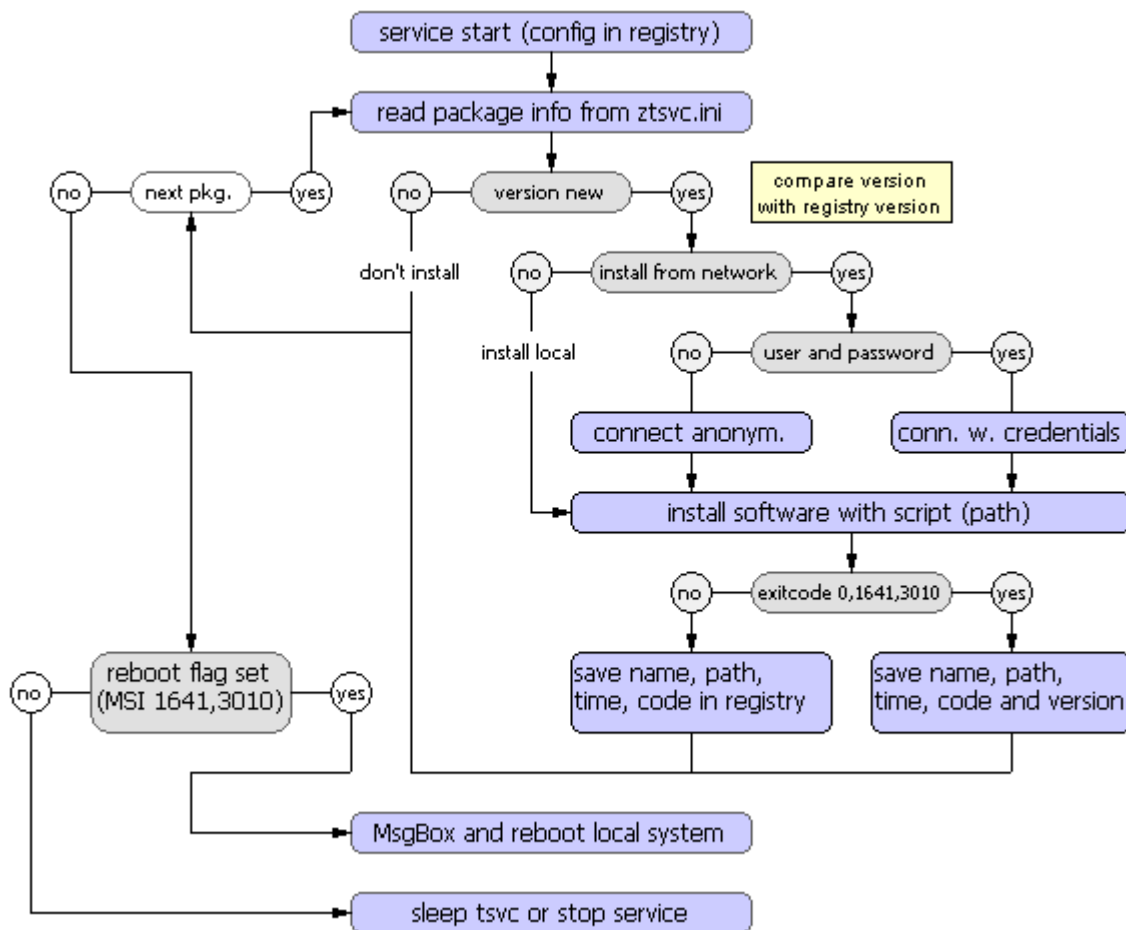 service start (config in registry)
read package info from ztsvc.ini
no
next pkg.
yes
no
version new
yes
compare version
with registry version
don't install
no
install from network
yes
install local
no
user and password
yes
connect anonym.
conn. w. credentials
install software with script (path)
no
exitcode 0,1641,3010
yes
no
reboot flag set
(MSI 1641,3010)
yes
save name, path,
time, code in registry
save name, path,
time, code and version
MsgBox and reboot local system
sleep tsvc or stop service